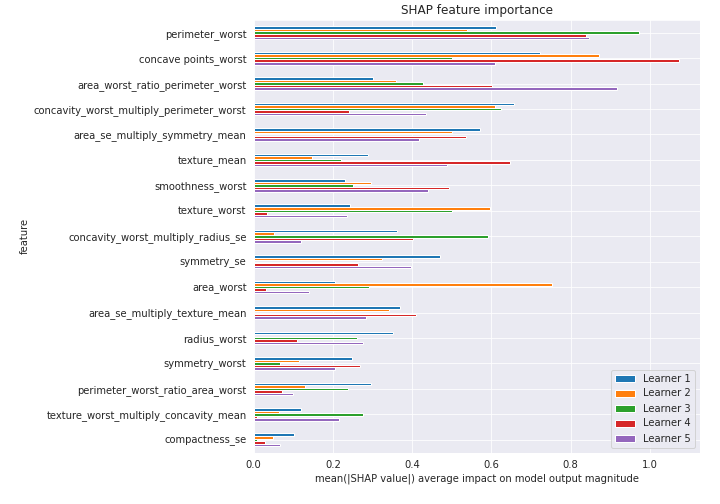 SHAP feature importance
perimeter_worst
concave points_worst
area_worst_ratio_perimeter_worst
concavity_worst_multiply_perimeter_worst
area_se_multiply_symmetry_mean
texture_mean
smoothness_worst
texture_worst
concavity_worst_multiply_radius_se
symmetry_se
area_worst
area_se_multiply_texture_mean
radius_worst
symmetry_worst
perimeter_worst_ratio_area_worst
texture_worst_multiply_concavity_mean
compactness_se
feature
Learner 1
Learner 2
Learner 3
Learner 4
Learner 5
0.0 0.2 0.4 0.6 0.8 1.0
mean(|SHAP value|) average impact on model output magnitude